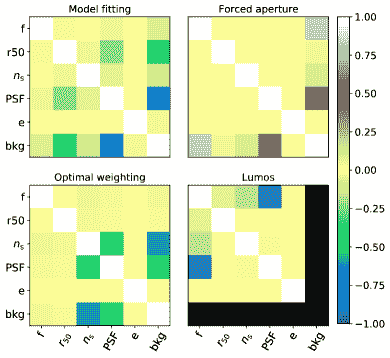 Model fitting
Forced aperture
1.00
f
r50
0.75
ns
0.50
PSF
e
0.25
bkg
0.00
Optimal weighting
Lumos
f
−0.25
r50
ns
−0.50
PSF
e
−0.75
bkg
−1.00
f r50 ns PSF e bkg
f r50 ns PSF e bkg